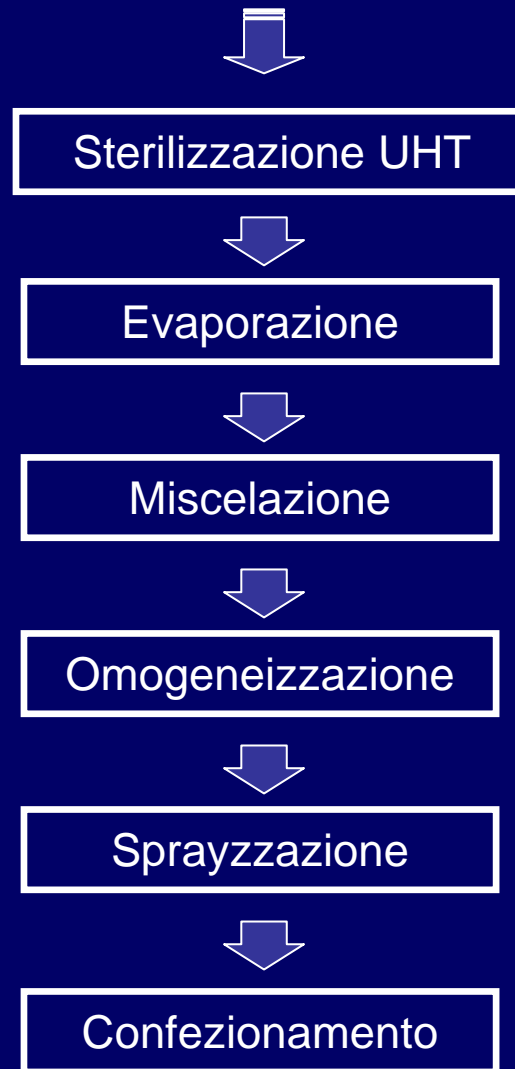 Sterilizzazione UHT
Evaporazione
Miscelazione
Omogeneizzazione
Sprayzzazione
Confezionamento